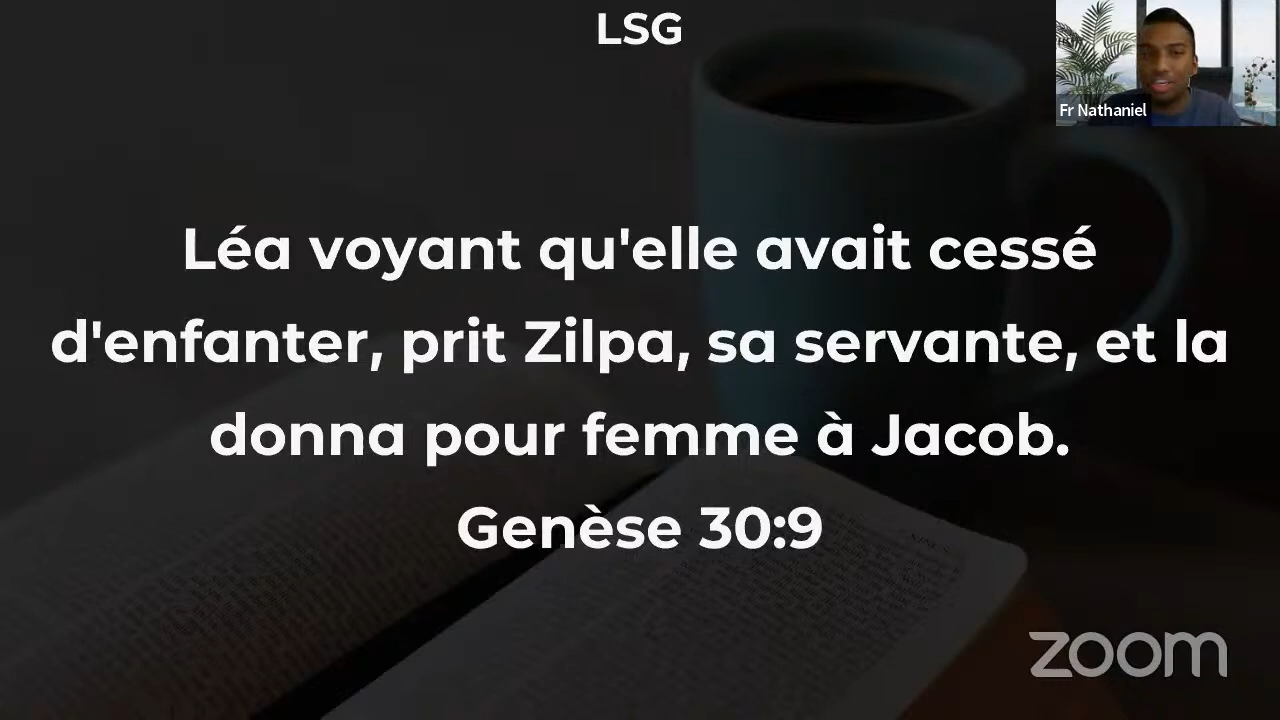 LSG
Fr Nathaniel
Léa voyant qu'elle avait cessé
d'enfanter, prit Zilpa, sa servante, et la
donna pour femme à Jacob.
Genèse 30:9
zoom